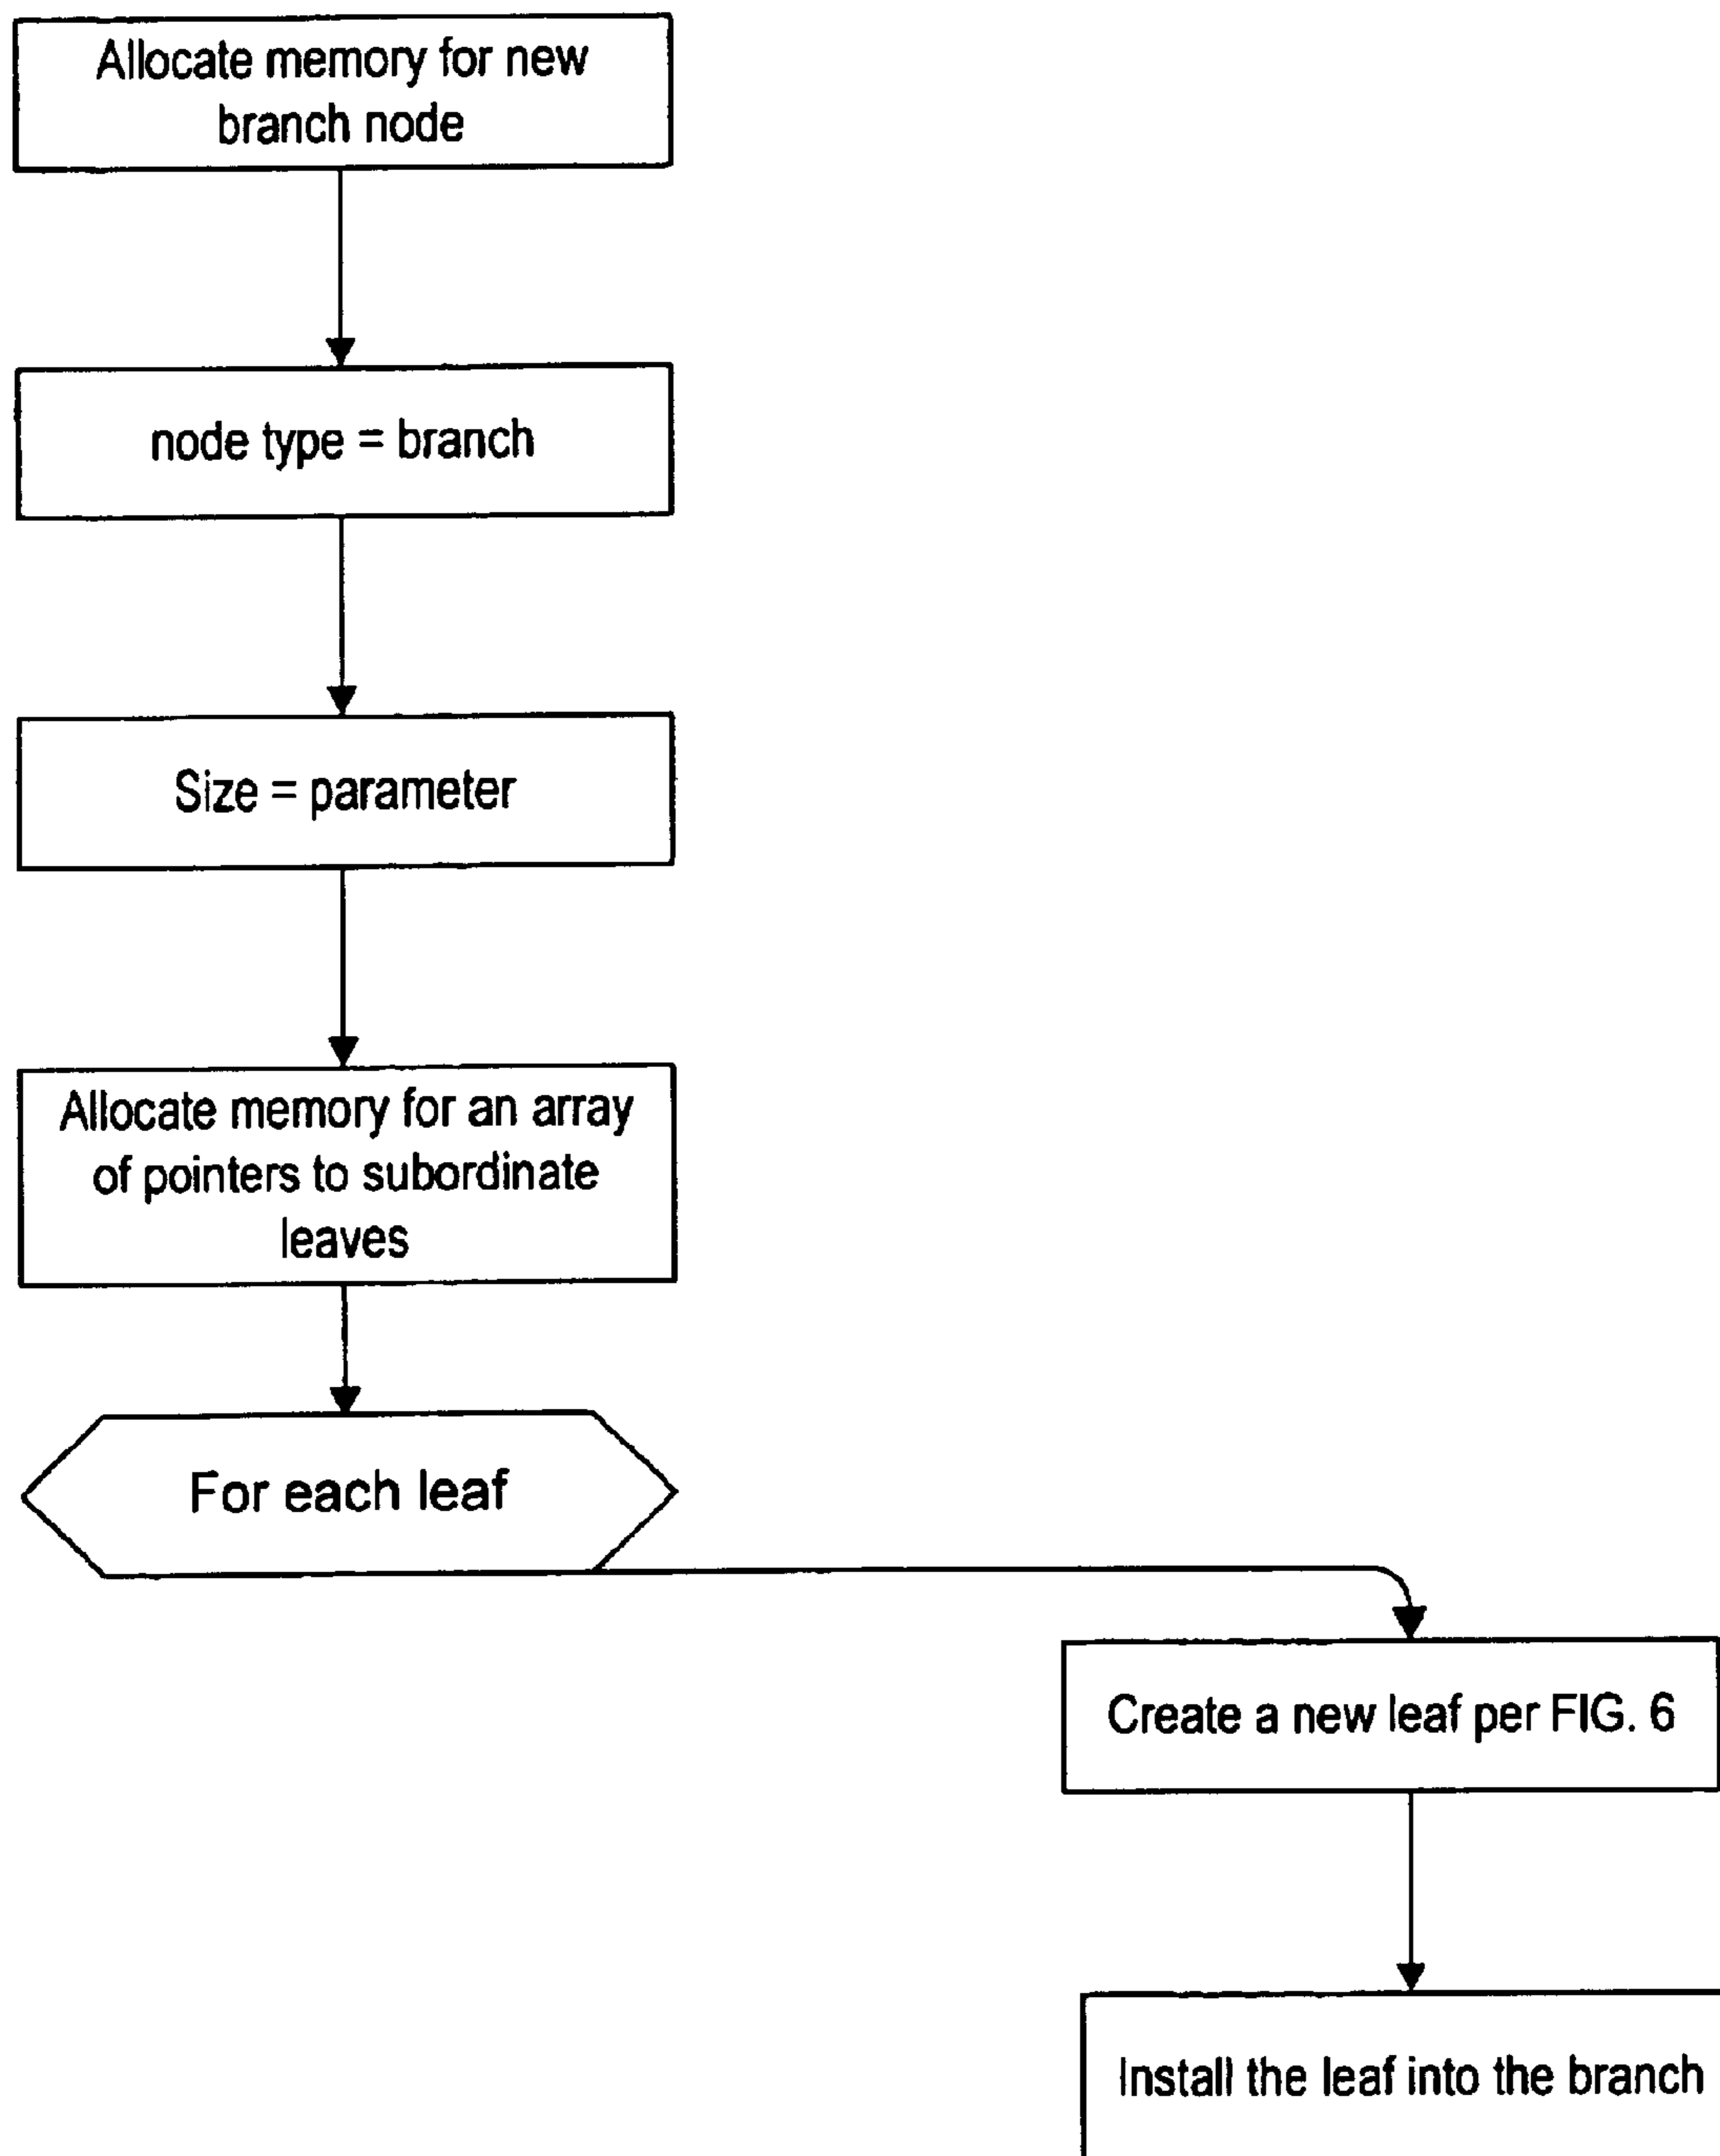 Allocate memory for new
branch node
node type = branch
Size = parameter
Allocate memory for an array
of pointers to subordinate
leaves
For each leaf
Create a new leaf per FIG. 6
Install the leaf into the branch